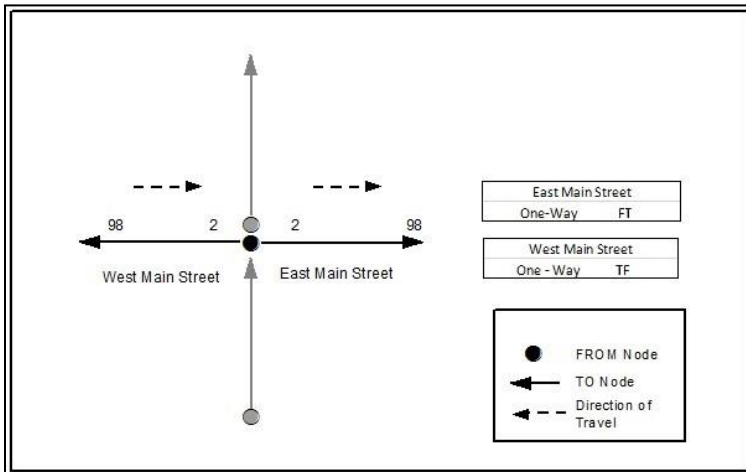 98 2 2 98
West Main Street East Main Street
East Main Street
One-Way FT
West Main Street
One - Way TF
FROM Node
TO Node
Direction of
Travel